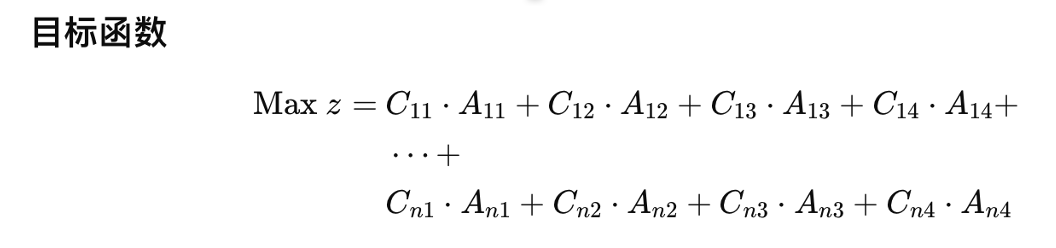 目标函数
Max z = C₁₁ · A₁₁ + C₁₂ · A₁₂ + C₁₃ · A₁₃ + C₁₄ · A₁₄+
⋯ +
Cₙ₁ · Aₙ₁ + Cₙ₂ · Aₙ₂ + Cₙ₃ · Aₙ₃ + Cₙ₄ · Aₙ₄